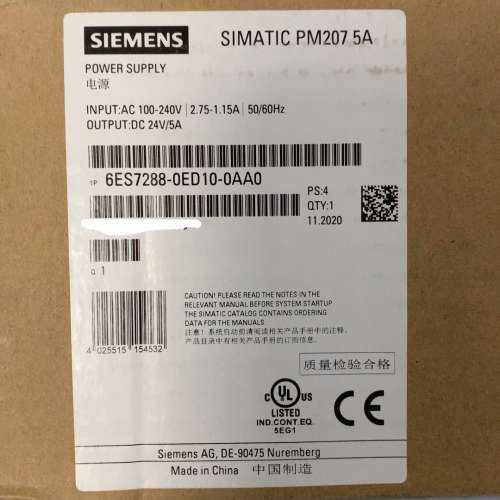 SIEMENS SIMATIC PM207 5A
POWER SUPPLY
电源
INPUT:AC 100-240V | 2.75-1.15A | 50/60Hz
OUTPUT:DC 24V/5A
1P 6ES7288-0ED10-0AA0
PS:4
QTY:1
11.2020
Q 1
CAUTION! PLEASE READ THE NOTES IN THE
RELEVANT MANUAL BEFORE SYSTEM STARTUP
THE SIMATIC CATALOG CONTAINS ORDERING
DATA FOR THE MANUALS
注意!系统启动前请阅读相关产品手册中的注释。
产品目录中有相关产品手册的订购信息。
4 025515 154532
质量检验合格
C UL US
LISTED
IND.CONT.EQ.
5EG1
CE
Siemens AG, DE-90475 Nuremberg
Made in China 中国制造